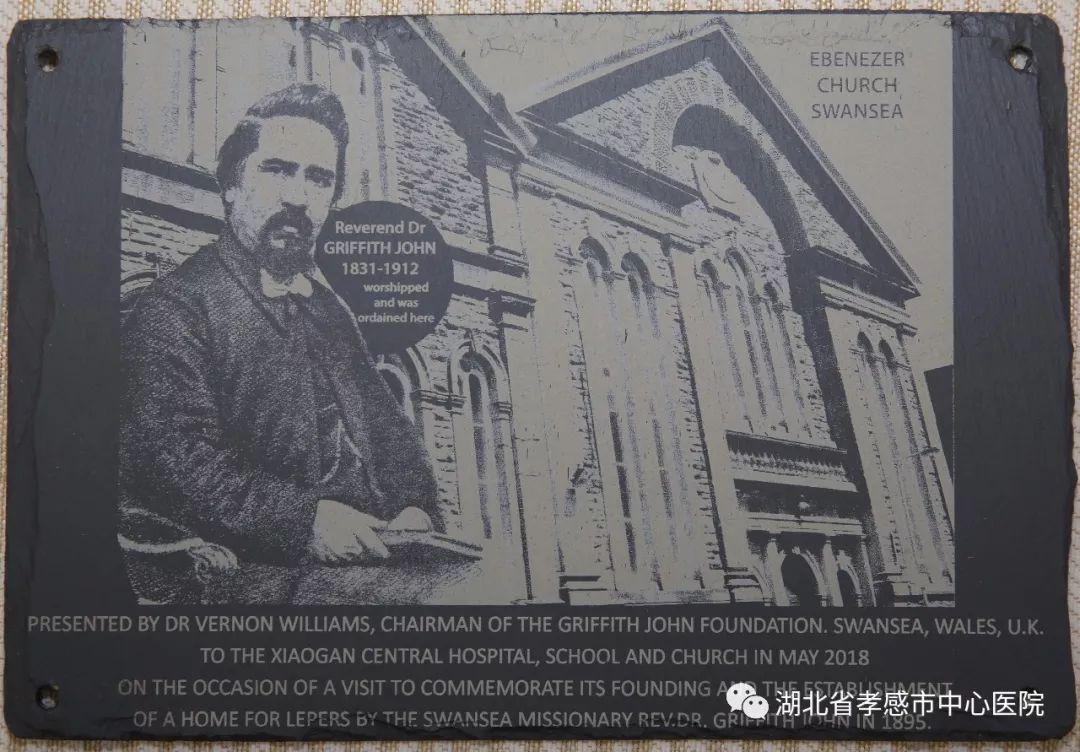 EBENEZER
CHURCH
SWANSEA
Reverend Dr
GRIFFITH JOHN
1831-1912
worshipped
and was
ordained here
PRESENTED BY DR VERNON WILLIAMS, CHAIRMAN OF THE GRIFFITH JOHN FOUNDATION. SWANSEA, WALES, U.K.
TO THE XIAOGAN CENTRAL HOSPITAL, SCHOOL AND CHURCH IN MAY 2018
ON THE OCCASION OF A VISIT TO COMMEMORATE ITS FOUNDING AND THE ESTABLISHMENT
OF A HOME FOR LEPERS BY THE SWANSEA MISSIONARY REV.DR. GRIFFITH JOHN IN 1895.
湖北省孝感市中心医院